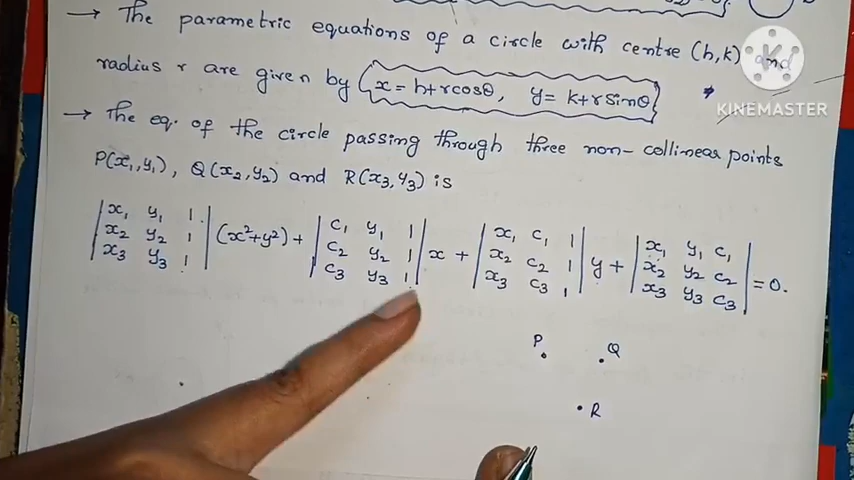 → The parametric equations of a circle with centre (h,k) and
radius r are given by x = h+rcosθ, y = k+rsinθ
→ The eq. of the circle passing through three non-collinear points
P(x₁,y₁), Q(x₂,y₂) and R(x₃,y₃) is
|x₁ y₁ 1| |c₁ y₁ 1| |x₁ c₁ 1| |x₁ y₁ c₁|
|x₂ y₂ 1| (x²+y²) + |c₂ y₂ 1| x + |x₂ c₂ 1| y + |x₂ y₂ c₂| = 0.
|x₃ y₃ 1| |c₃ y₃ 1| |x₃ c₃ 1| |x₃ y₃ c₃|
P
Q
R
KINEMASTER